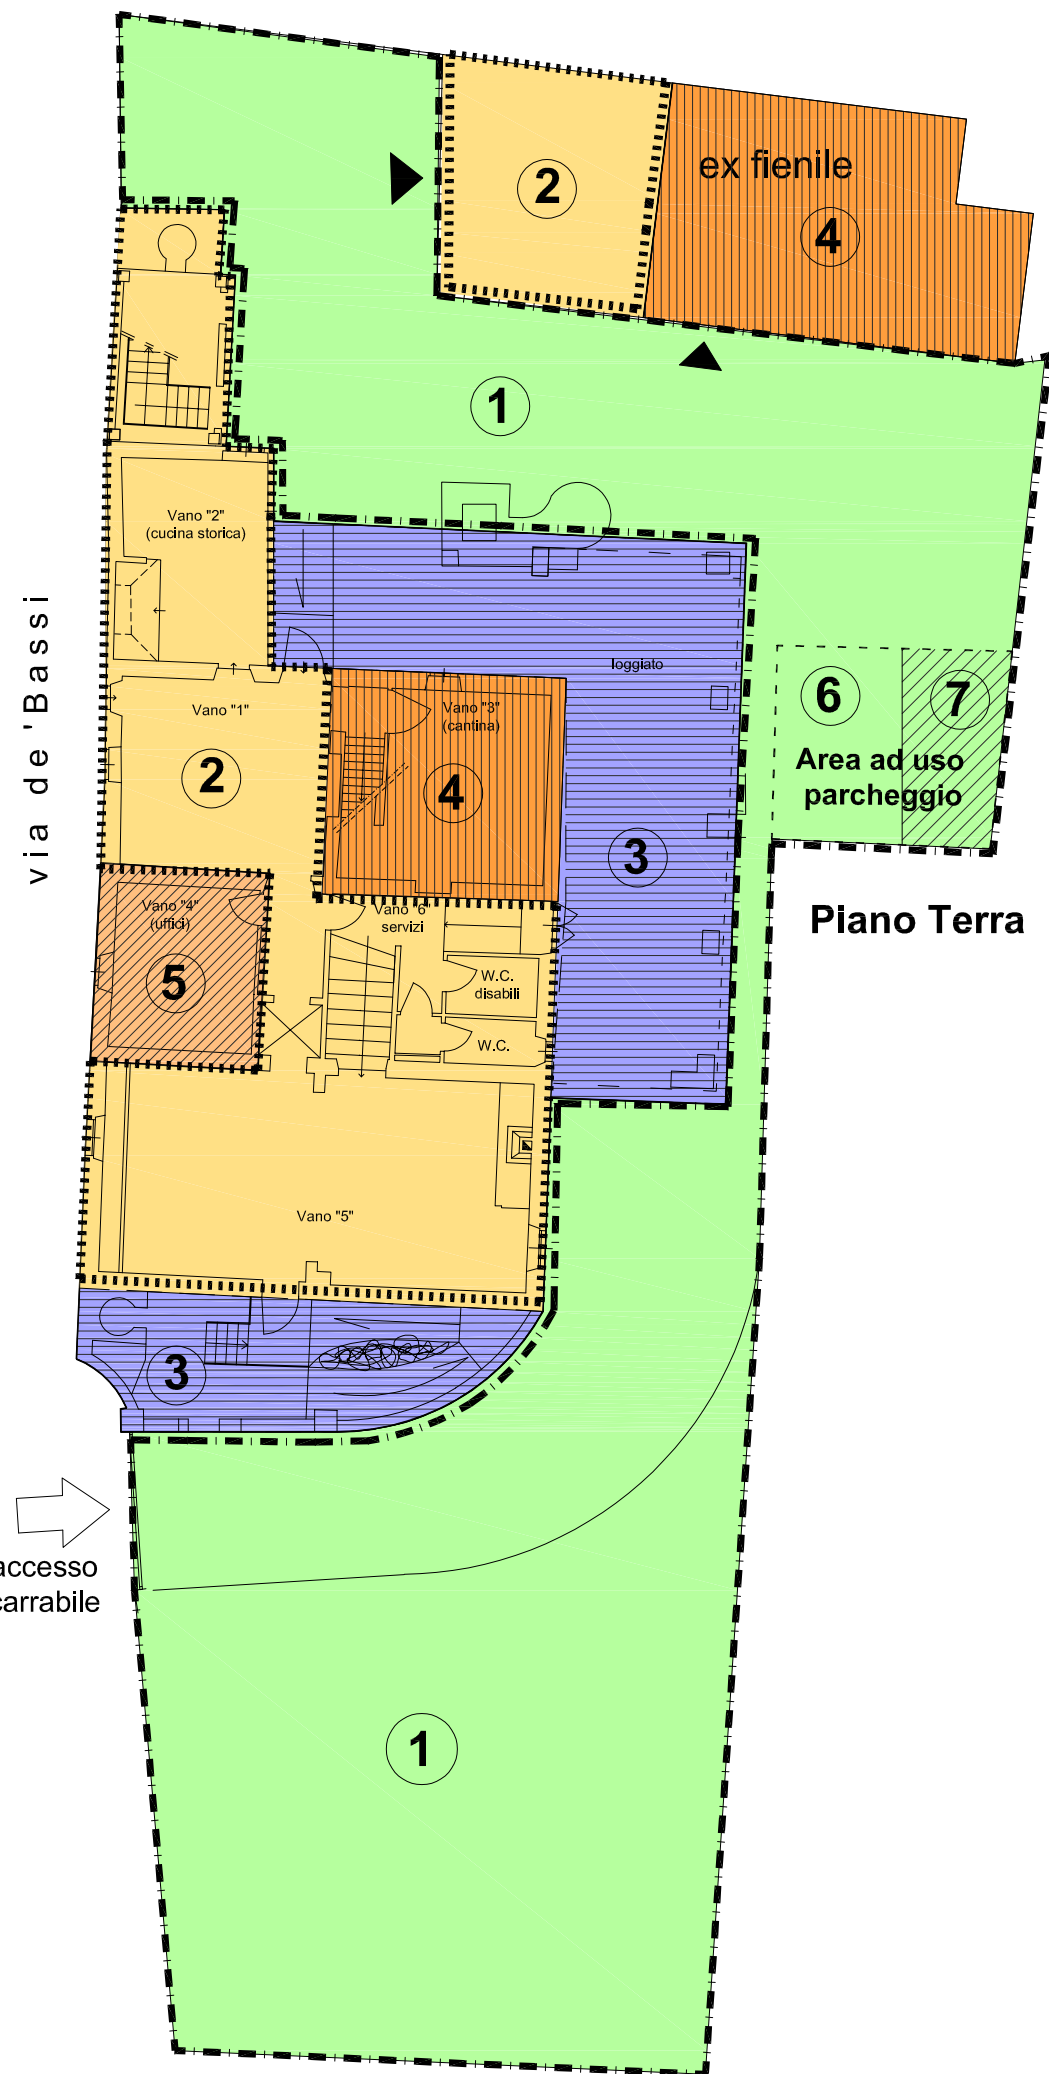 ex fienile
2
4
1
Vano "2"
(cucina storica)
via de'Bassi
loggiato
Vano "1"
Vano "3"
(cantina)
6
7
Area ad uso
parcheggio
2
4
3
Vano "4"
(uffici)
Vano "6"
servizi
Piano Terra
5
W.C.
disabili
W.C.
Vano "5"
3
accesso
carrabile
1